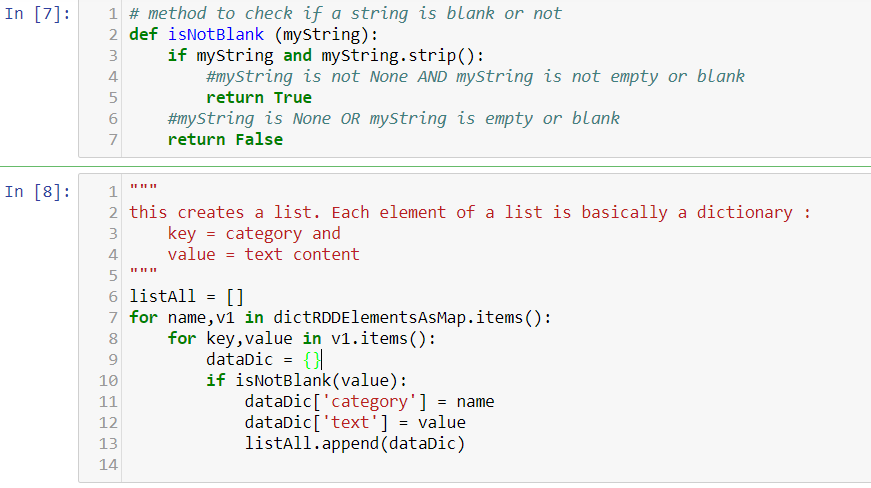 In [7]:
1 # method to check if a string is blank or not
2 def isNotBlank (myString):
3     if myString and myString.strip():
4         #myString is not None AND myString is not empty or blank
5         return True
6     #myString is None OR myString is empty or blank
7     return False
In [8]:
1 """
2 this creates a list. Each element of a list is basically a dictionary :
3     key = category and
4     value = text content
5 """
6 listAll = []
7 for name,v1 in dictRDDElementsAsMap.items():
8     for key,value in v1.items():
9         dataDic = {}
10         if isNotBlank(value):
11             dataDic['category'] = name
12             dataDic['text'] = value
13             listAll.append(dataDic)
14